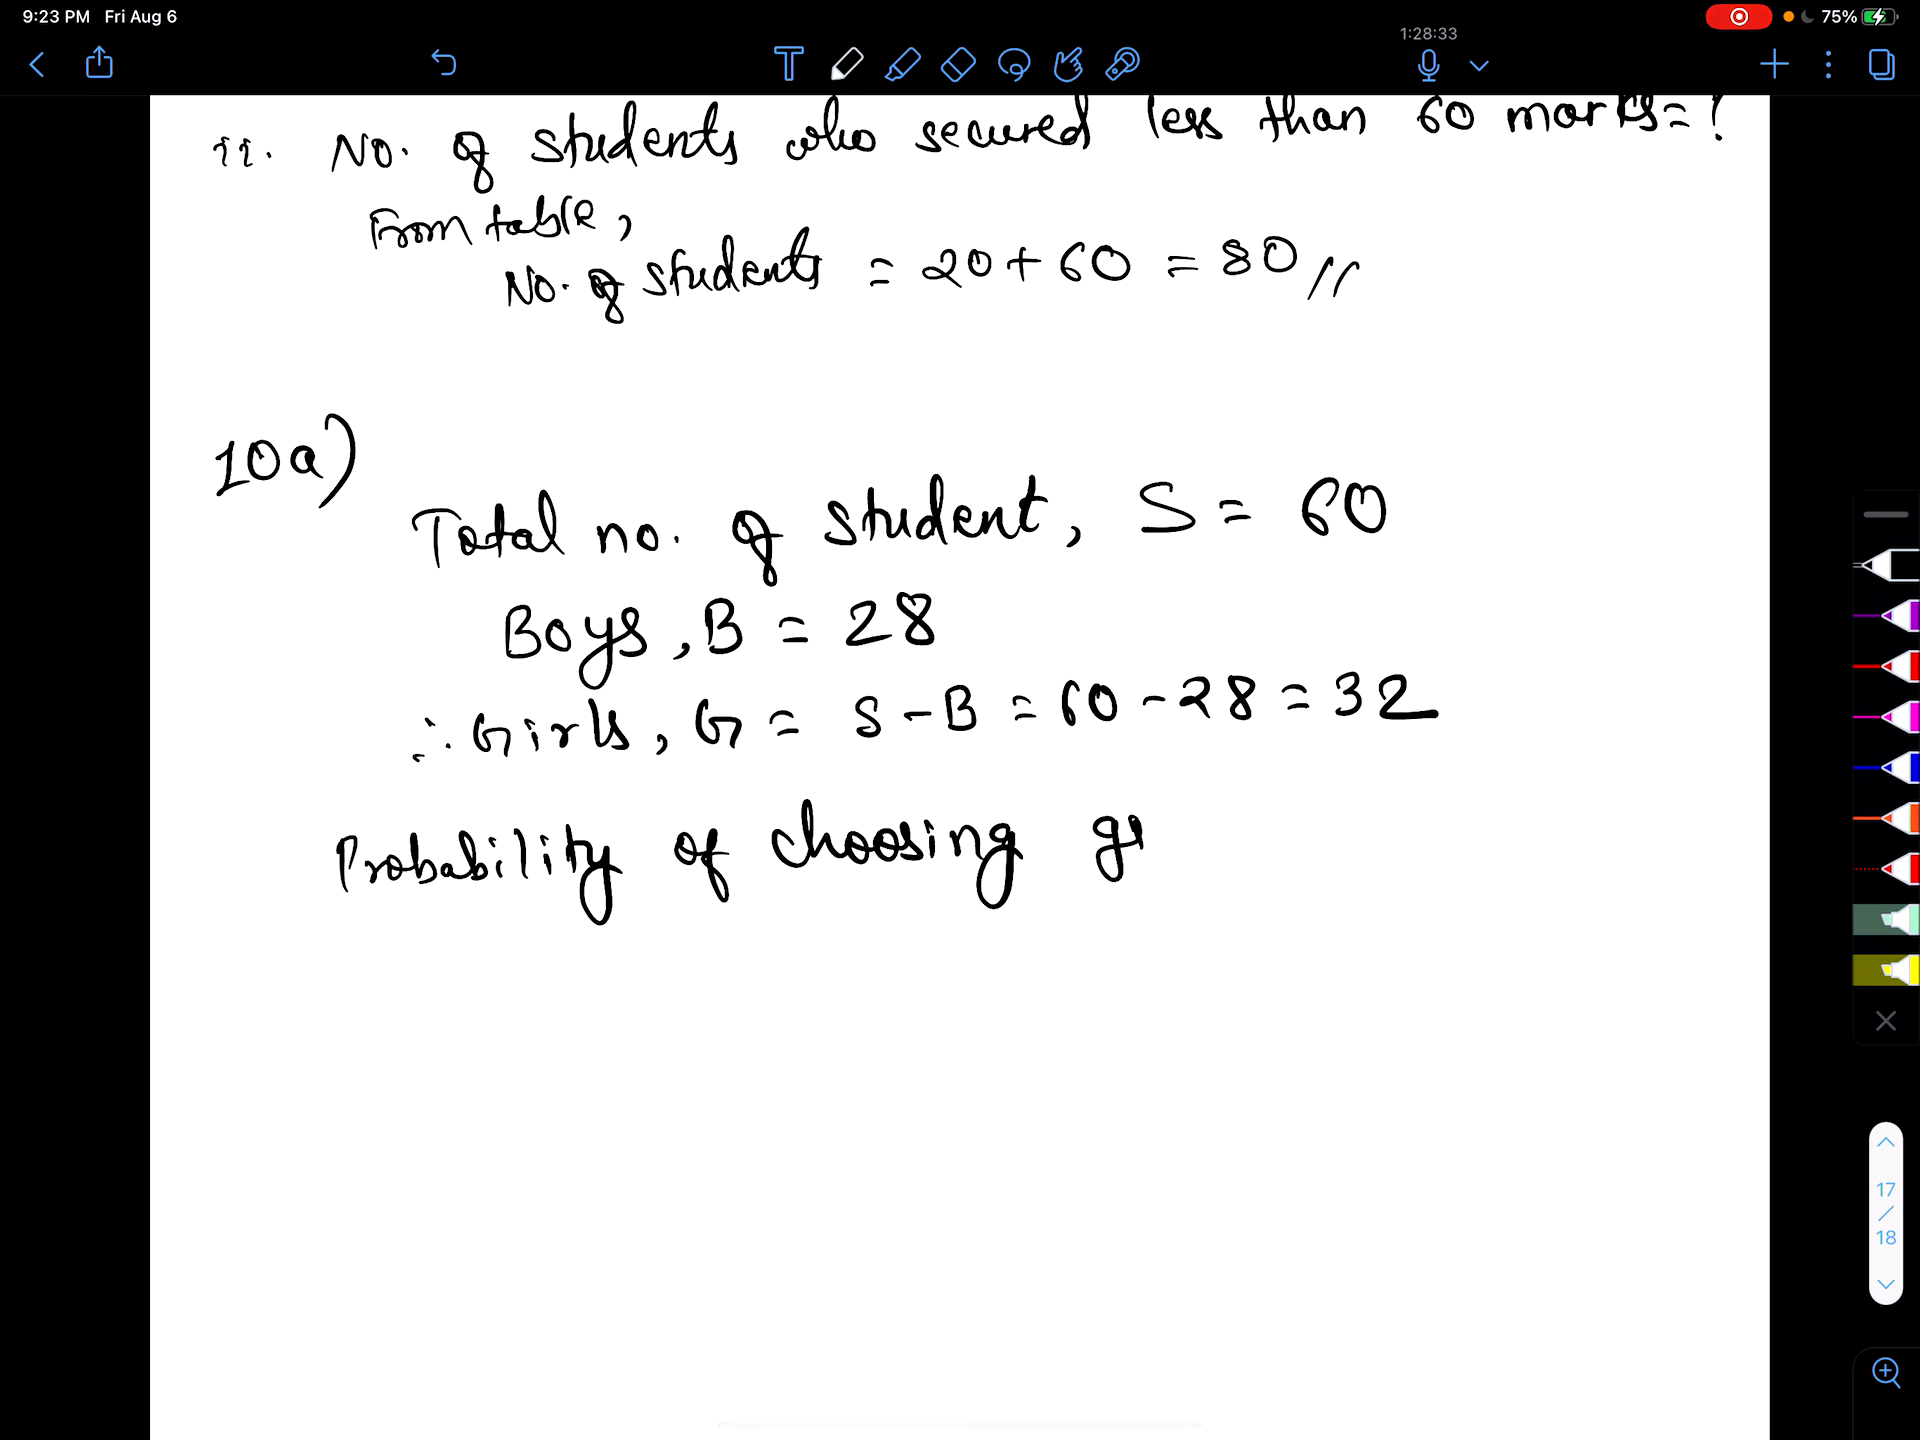 9:23 PM Fri Aug 6
75%
1:28:33
ii. No. of students who secured less than 60 marks=?
From table,
No. of students = 20+60 = 80 //
10a)
Total no. of student, S = 60
Boys, B = 28
∴ Girls, G = S - B = 60 - 28 = 32
Probability of choosing gi
17
/
18